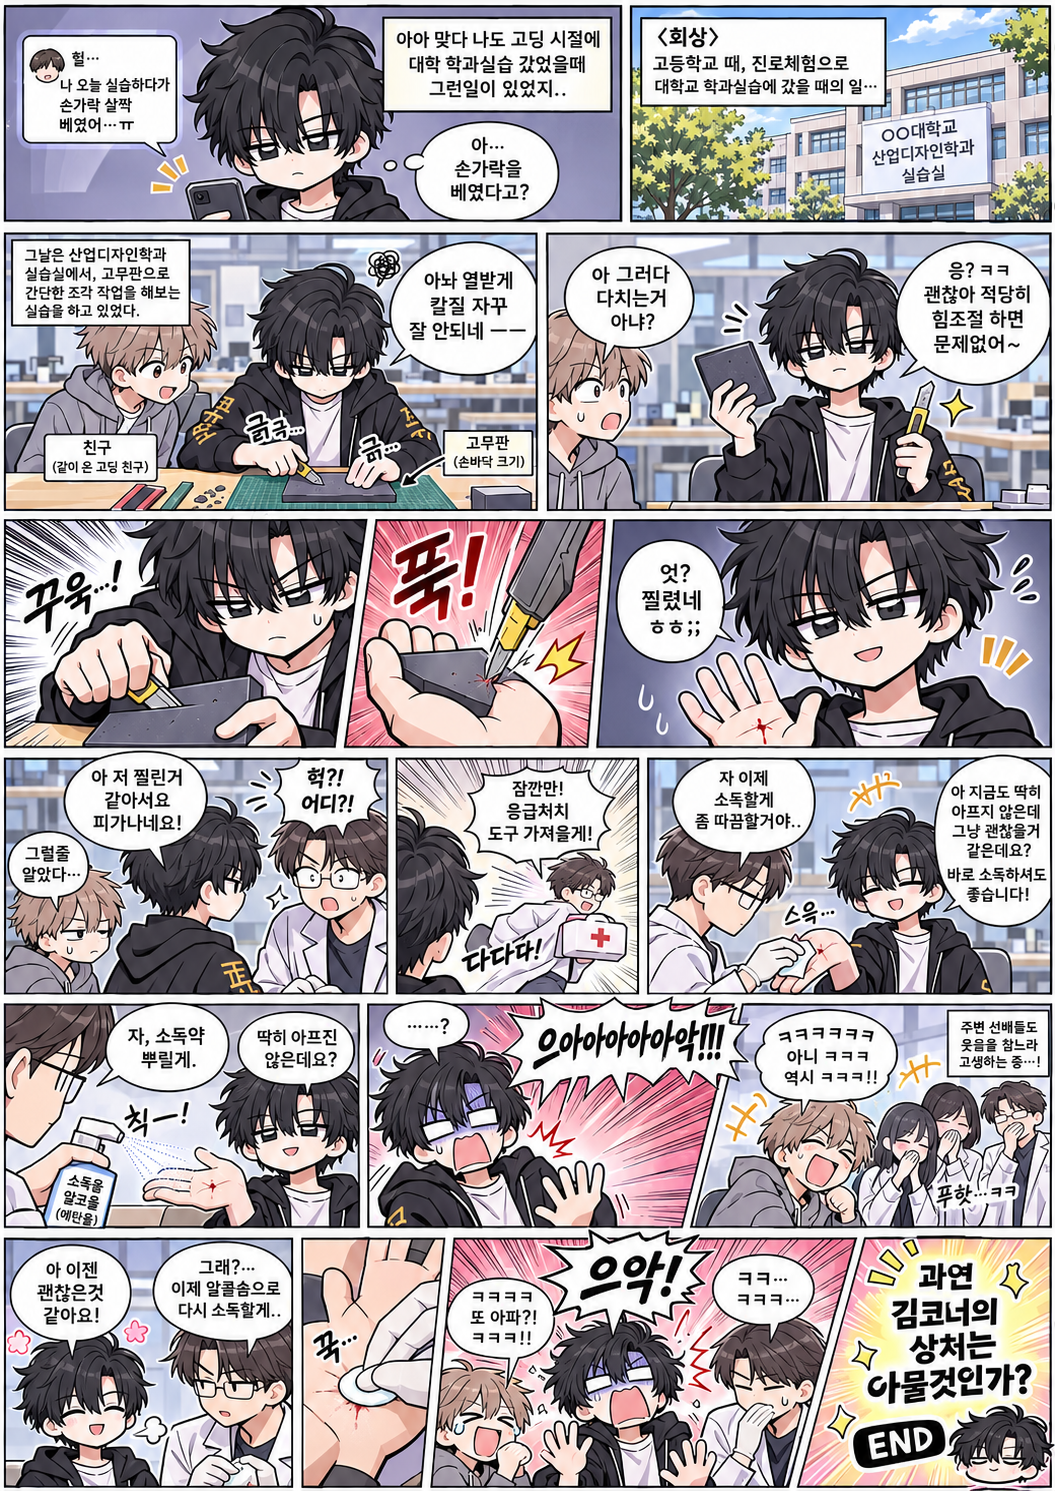 헐…
나 오늘 실습하다가
손가락 살짝
베였어…ㅠ
아아 맞다 나도 고딩 시절에
대학 학과실습 갔었을때
그런일이 있었지..
아…
손가락을
베였다고?
<회상>
고등학교 때, 진로체험으로
대학교 학과실습에 갔을 때의 일…
○○대학교
산업디자인학과
실습실
그날은 산업디자인학과
실습실에서, 고무판으로
간단한 조각 작업을 해보는
실습을 하고 있었다.
아놔 열받게
칼질 자꾸
잘 안되네 ㅡㅡ
긁긁…
긁…
친구
(같이 온 고딩 친구)
고무판
(손바닥 크기)
아 그러다
다치는거
아냐?
응? ㅋㅋ
괜찮아 적당히
힘조절 하면
문제없어~
꾸욱…!
푹!
엇?
찔렸네
ㅎㅎ;;
그럴줄
알았다…
아 저 찔린거
같아서요
피가나네요!
헉?!
어디?!
잠깐만!
응급처치
도구 가져올게!
다다다!
자 이제
소독할게
좀 따끔할거야..
스윽…
아 지금도 딱히
아프지 않은데
그냥 괜찮을거
같은데요?
바로 소독하셔도
좋습니다!
자, 소독약
뿌릴게.
칙ー!
소독용
알코올
(에탄올)
딱히 아프진
않은데요?
……?
으아아아아아악!!!
ㅋㅋㅋㅋㅋㅋ
아니 ㅋㅋㅋ
역시 ㅋㅋㅋ!!
주변 선배들도
웃음을 참느라
고생하는 중…!
푸핫…ㅋㅋ
아 이젠
괜찮은것
같아요!
그래?…
이제 알콜솜으로
다시 소독할게..
꾹…
ㅋㅋㅋㅋ
또 아파?!
ㅋㅋㅋ!!
으악!
ㅋㅋ…
ㅋㅋㅋ…
과연
김코너의
상처는
아물것인가?
END